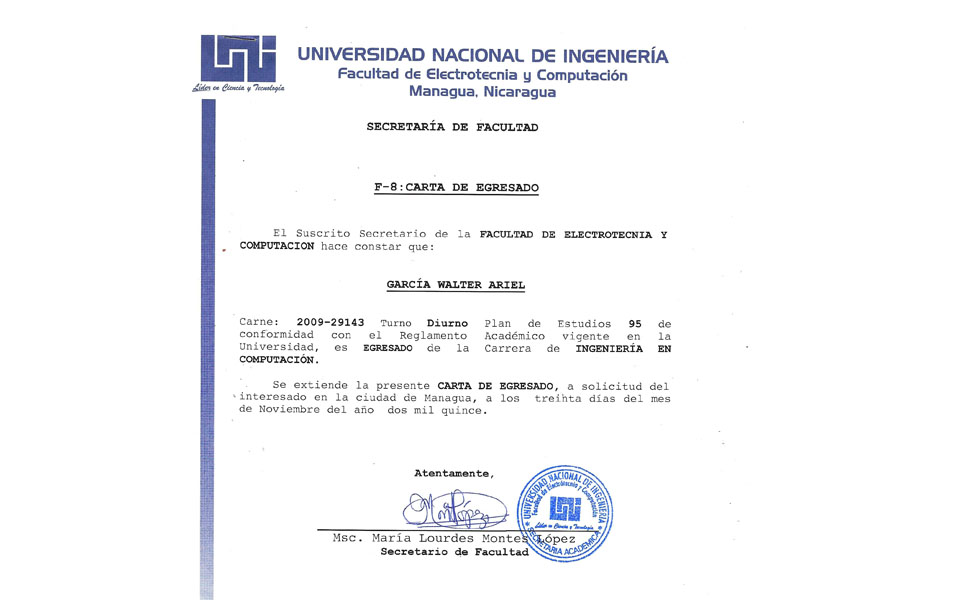 uni
Líder en Ciencia y Tecnología
UNIVERSIDAD NACIONAL DE INGENIERÍA
Facultad de Electrotecnia y Computación
Managua, Nicaragua
SECRETARÍA DE FACULTAD
F-8:CARTA DE EGRESADO
El Suscrito Secretario de la FACULTAD DE ELECTROTECNIA Y
COMPUTACION hace constar que:
GARCÍA WALTER ARIEL
Carne: 2009-29143 Turno Diurno Plan de Estudios 95 de
conformidad con el Reglamento Académico vigente en la
Universidad, es EGRESADO de la Carrera de INGENIERÍA EN
COMPUTACIÓN.
Se extiende la presente CARTA DE EGRESADO, a solicitud del
interesado en la ciudad de Managua, a los treihta días del mes
de Noviembre del año dos mil quince.
Atentamente,
UNIVERSIDAD NACIONAL DE INGENIERIA
Facultad de Electrotecnia y Computación
uni
Líder en Ciencia y Tecnología
SECRETARIA ACADEMICA
Msc. María Lourdes Montes López
Secretario de Facultad